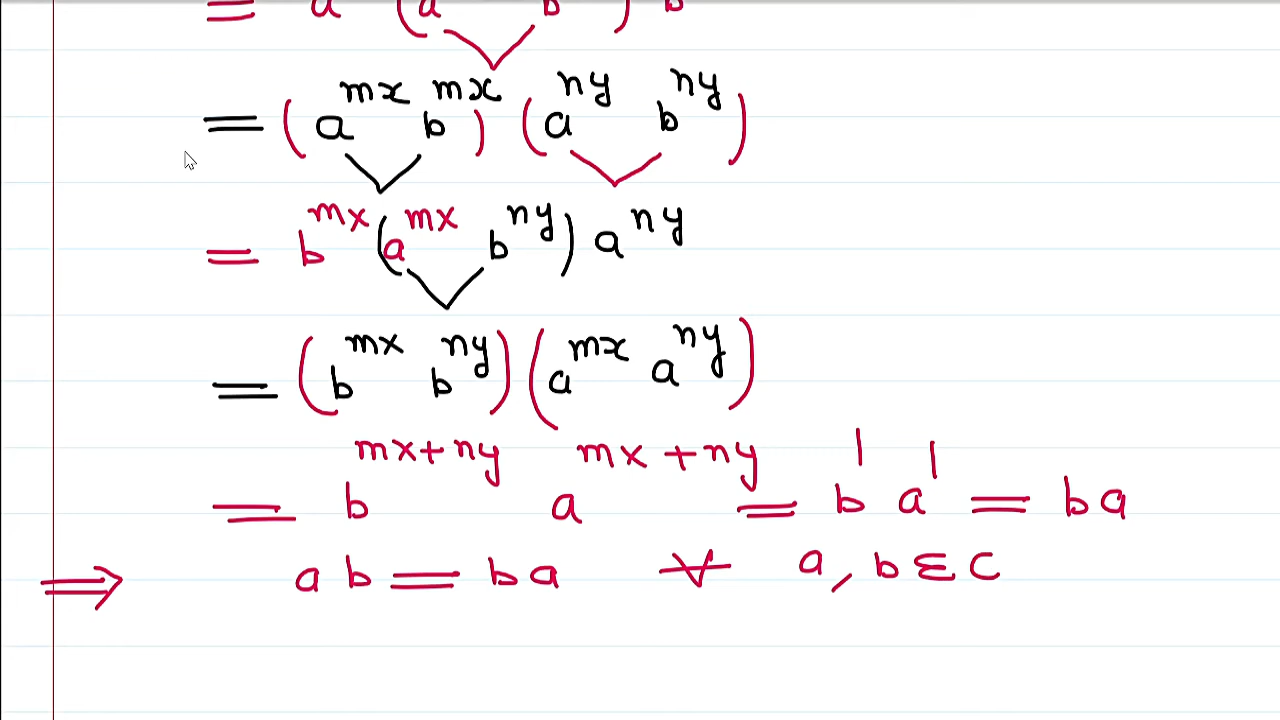 = a (a b) b
= (a^{mx} b^{mx}) (a^{ny} b^{ny})
= b^{mx} (a^{mx} b^{ny}) a^{ny}
= (b^{mx} b^{ny}) (a^{mx} a^{ny})
= b^{mx+ny} a^{mx+ny} = b^1 a^1 = ba
⇒ ab = ba ∀ a, b ∈ C